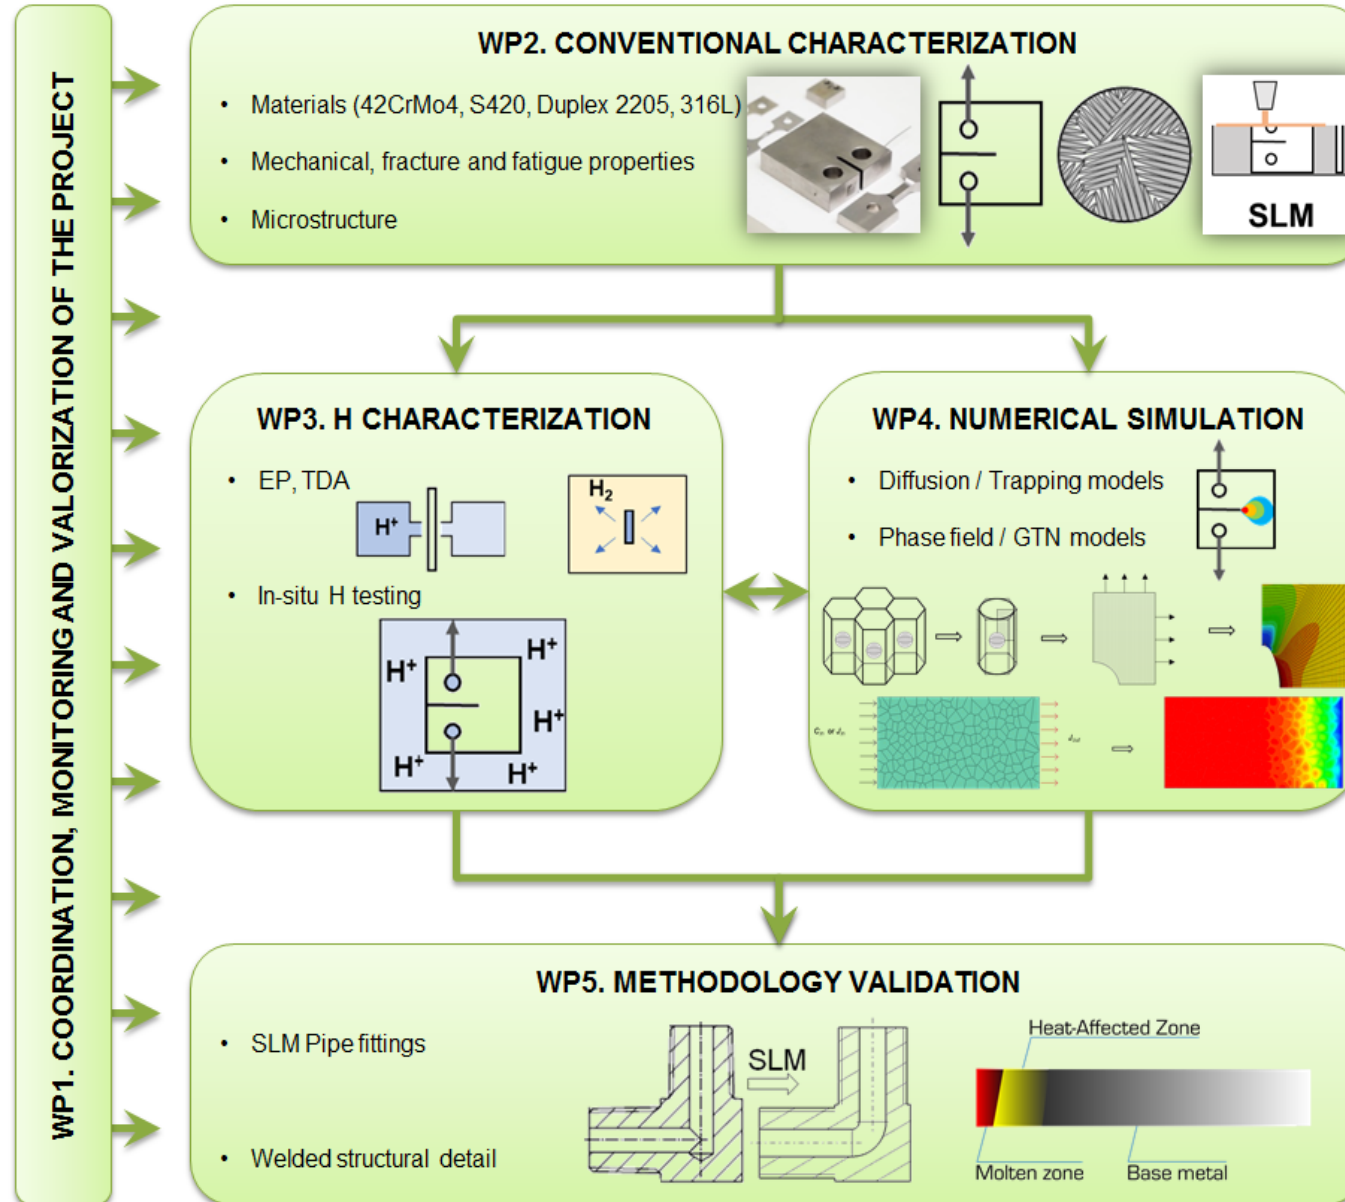 WP1. COORDINATION, MONITORING AND VALORIZATION OF THE PROJECT
WP2. CONVENTIONAL CHARACTERIZATION
• Materials (42CrMo4, S420, Duplex 2205, 316L)
• Mechanical, fracture and fatigue properties
• Microstructure
SLM
WP3. H CHARACTERIZATION
• EP, TDA
H+
H2
• In-situ H testing
H+
H+
H+
H+
H+
WP4. NUMERICAL SIMULATION
• Diffusion / Trapping models
• Phase field / GTN models
WP5. METHODOLOGY VALIDATION
• SLM Pipe fittings
SLM
Heat-Affected Zone
• Welded structural detail
Molten zone
Base metal